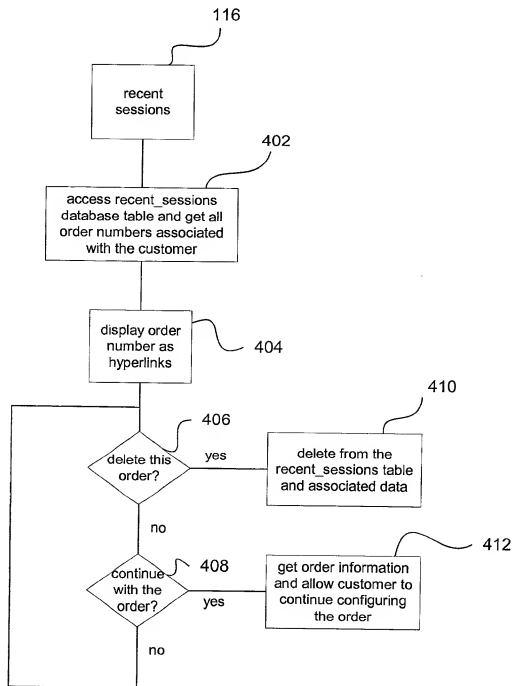 116
recent
sessions
402
access recent_sessions
database table and get all
order numbers associated
with the customer
display order
number as
hyperlinks
404
406
410
delete this
order?
yes
delete from the
recent_sessions table
and associated data
no
408
412
continue
with the
order?
yes
get order information
and allow customer to
continue configuring
the order
no